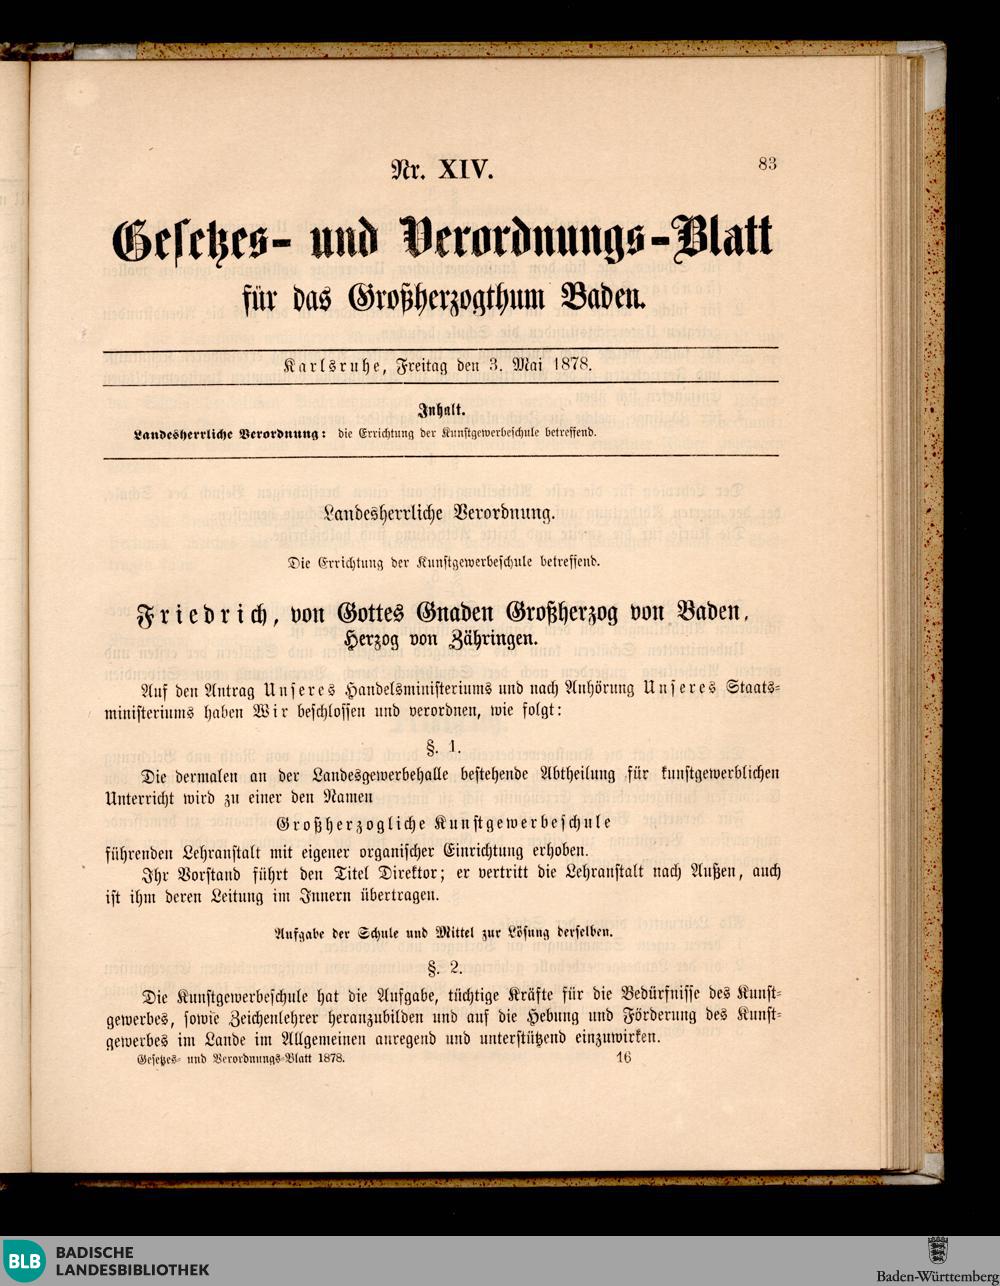 Nr. XIV.
83
Gesetzes- und Verordnungs-Blatt
für das Großherzogthum Baden.
Karlsruhe, Freitag den 3. Mai 1878.
Inhalt.
Landesherrliche Verordnung: die Errichtung der Kunstgewerbeschule betreffend.
Landesherrliche Verordnung.
Die Errichtung der Kunstgewerbeschule betreffend.
Friedrich, von Gottes Gnaden Großherzog von Baden,
Herzog von Zähringen.
Auf den Antrag Unseres Handelsministeriums und nach Anhörung Unseres Staats-
ministeriums haben Wir beschlossen und verordnen, wie folgt:
§. 1.
Die dermalen an der Landesgewerbehalle bestehende Abtheilung für kunstgewerblichen
Unterricht wird zu einer den Namen
Großherzogliche Kunstgewerbeschule
führenden Lehranstalt mit eigener organischer Einrichtung erhoben.
Ihr Vorstand führt den Titel Direktor; er vertritt die Lehranstalt nach Außen, auch
ist ihm deren Leitung im Innern übertragen.
Aufgabe der Schule und Mittel zur Lösung derselben.
§. 2.
Die Kunstgewerbeschule hat die Aufgabe, tüchtige Kräfte für die Bedürfnisse des Kunst-
gewerbes, sowie Zeichenlehrer heranzubilden und auf die Hebung und Förderung des Kunst-
gewerbes im Lande im Allgemeinen anregend und unterstützend einzuwirken.
Gesetzes- und Verordnungs-Blatt 1878.
16
BLB
BADISCHE
LANDESBIBLIOTHEK
Baden-Württemberg